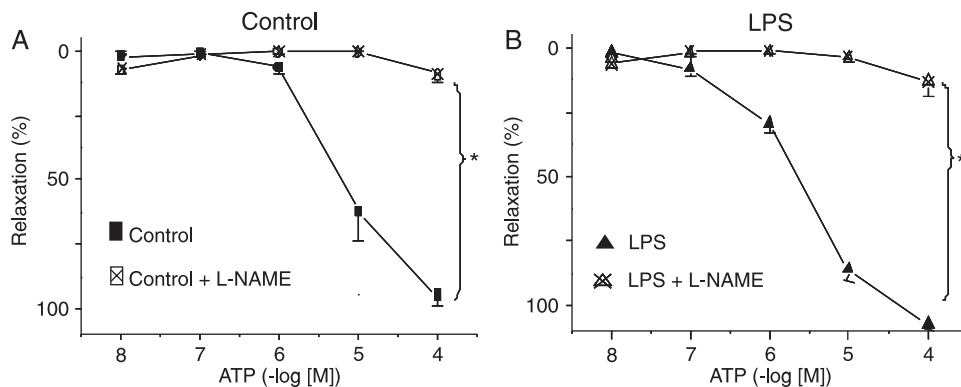 A
Control
0
50
100
Relaxation (%)
*
Control
Control + L-NAME
8 7 6 5 4
ATP (-log [M])
B
LPS
0
50
100
Relaxation (%)
*
LPS
LPS + L-NAME
8 7 6 5 4
ATP (-log [M])